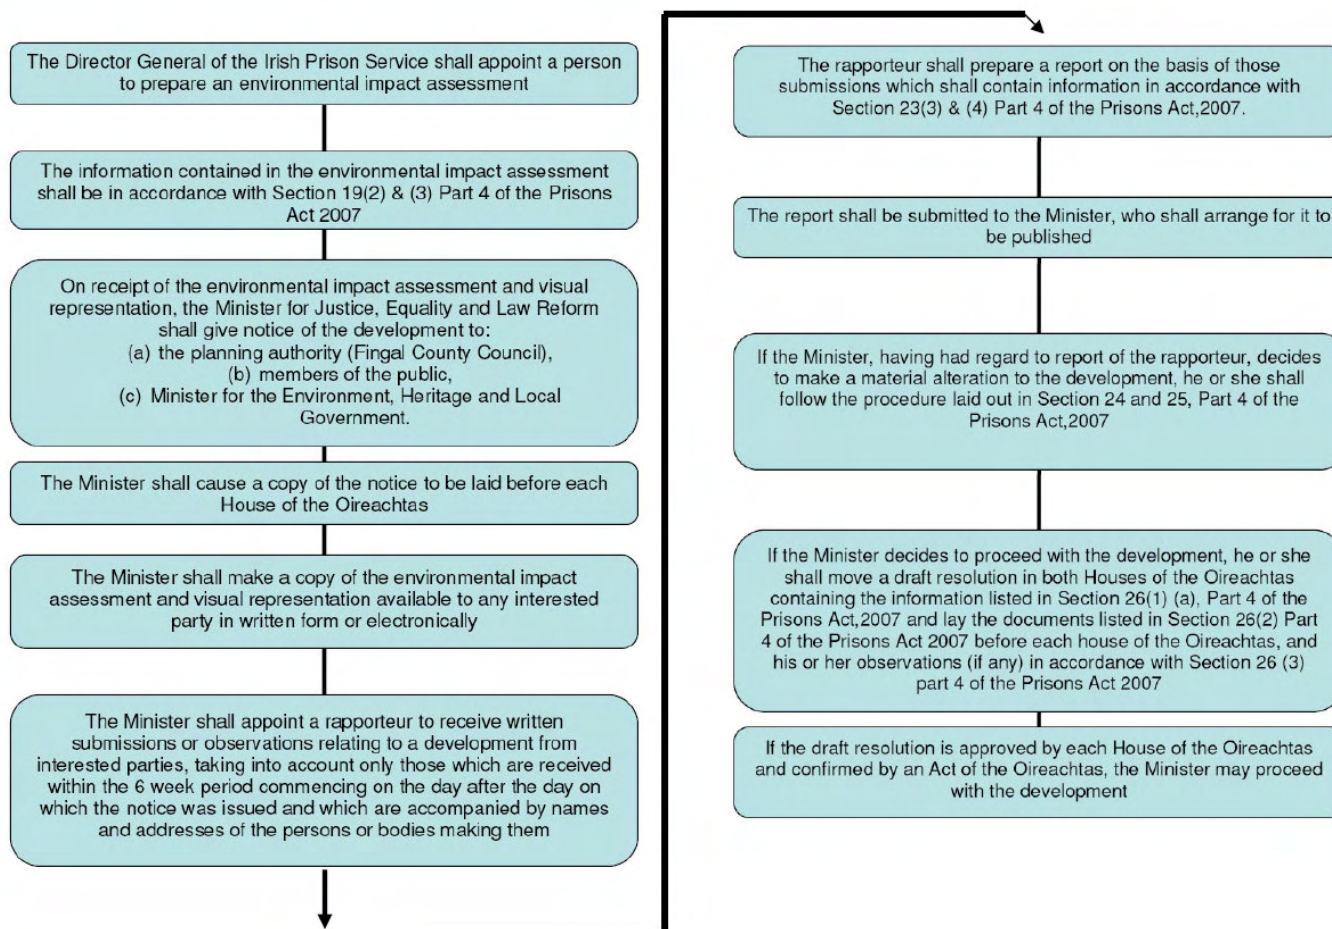 The Director General of the Irish Prison Service shall appoint a person
to prepare an environmental impact assessment
The information contained in the environmental impact assessment
shall be in accordance with Section 19(2) & (3) Part 4 of the Prisons
Act 2007
On receipt of the environmental impact assessment and visual
representation, the Minister for Justice, Equality and Law Reform
shall give notice of the development to:
(a) the planning authority (Fingal County Council),
(b) members of the public,
(c) Minister for the Environment, Heritage and Local
Government.
The Minister shall cause a copy of the notice to be laid before each
House of the Oireachtas
The Minister shall make a copy of the environmental impact
assessment and visual representation available to any interested
party in written form or electronically
The Minister shall appoint a rapporteur to receive written
submissions or observations relating to a development from
interested parties, taking into account only those which are received
within the 6 week period commencing on the day after the day on
which the notice was issued and which are accompanied by names
and addresses of the persons or bodies making them
The rapporteur shall prepare a report on the basis of those
submissions which shall contain information in accordance with
Section 23(3) & (4) Part 4 of the Prisons Act,2007.
The report shall be submitted to the Minister, who shall arrange for it to
be published
If the Minister, having had regard to report of the rapporteur, decides
to make a material alteration to the development, he or she shall
follow the procedure laid out in Section 24 and 25, Part 4 of the
Prisons Act,2007
If the Minister decides to proceed with the development, he or she
shall move a draft resolution in both Houses of the Oireachtas
containing the information listed in Section 26(1) (a), Part 4 of the
Prisons Act,2007 and lay the documents listed in Section 26(2) Part
4 of the Prisons Act 2007 before each house of the Oireachtas, and
his or her observations (if any) in accordance with Section 26 (3)
part 4 of the Prisons Act 2007
If the draft resolution is approved by each House of the Oireachtas
and confirmed by an Act of the Oireachtas, the Minister may proceed
with the development